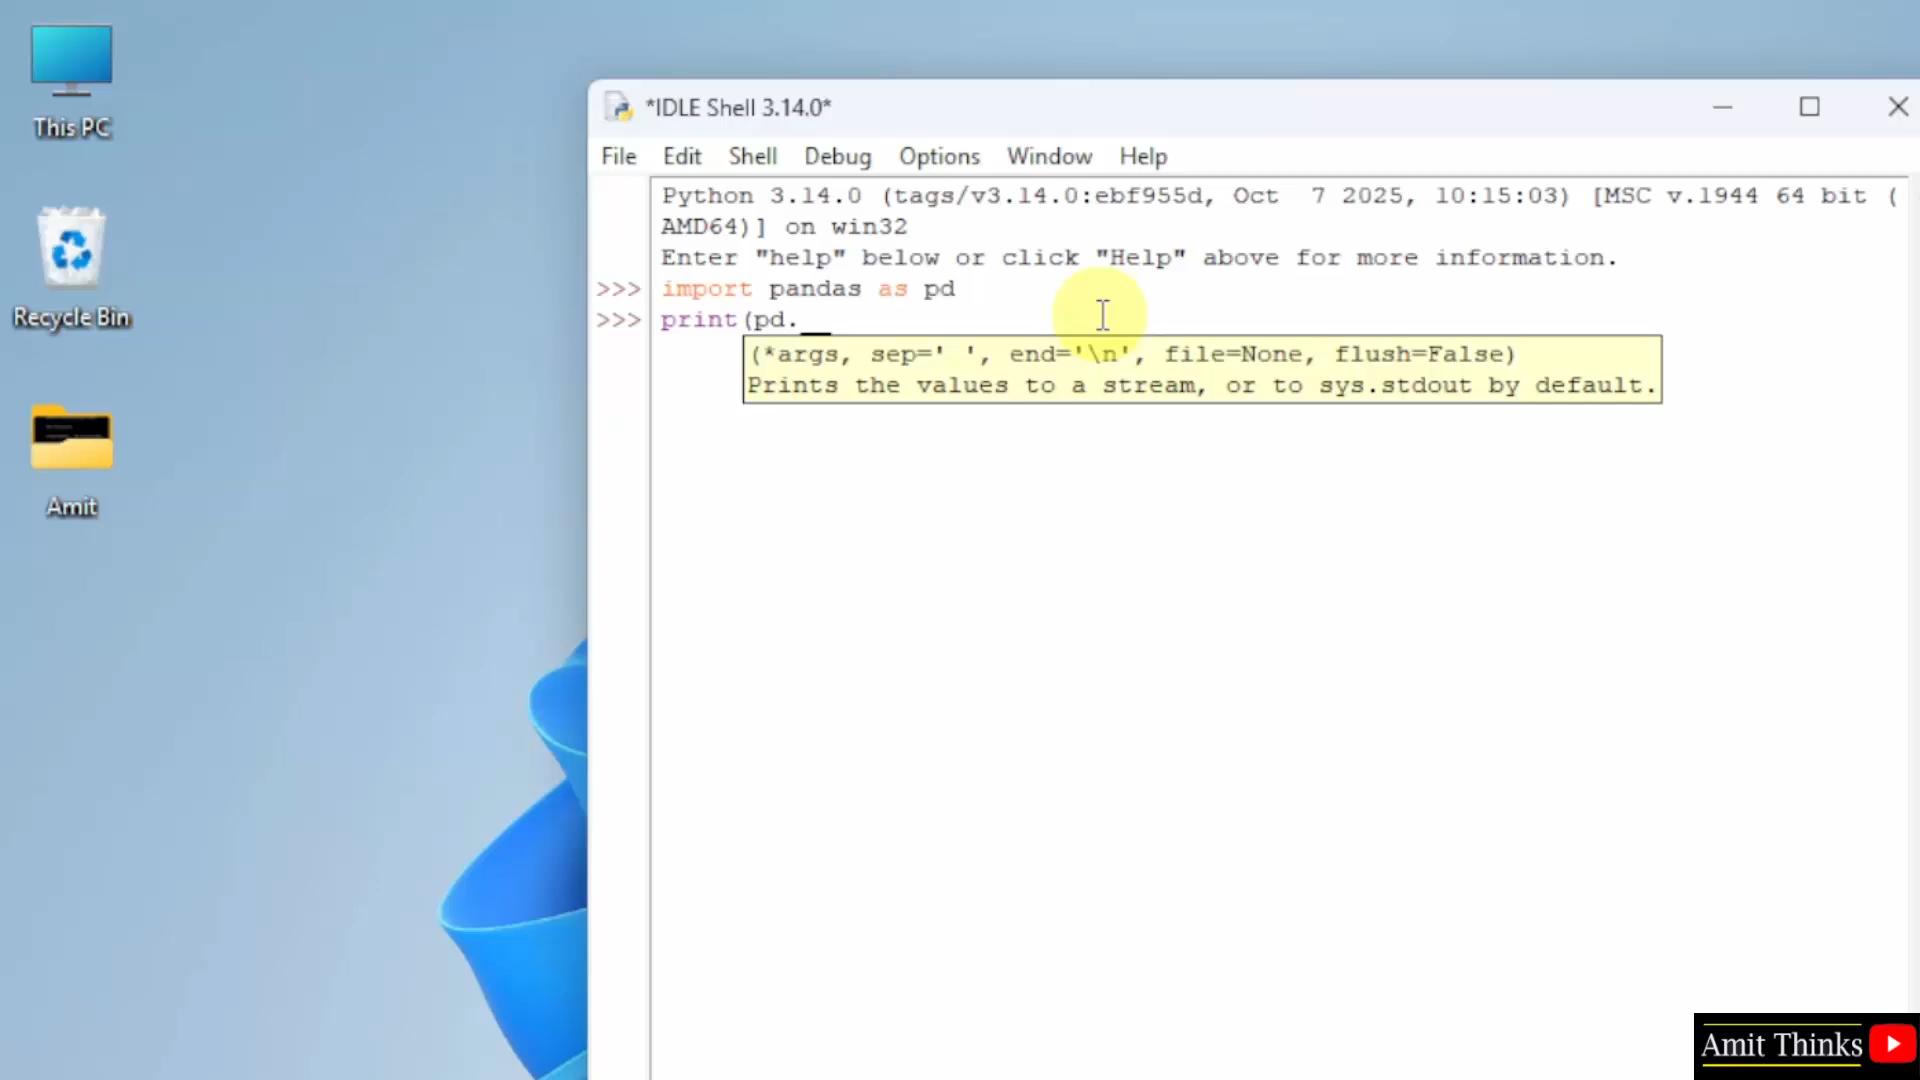 This PC
Recycle Bin
Amit
*IDLE Shell 3.14.0*
File Edit Shell Debug Options Window Help
Python 3.14.0 (tags/v3.14.0:ebf955d, Oct  7 2025, 10:15:03) [MSC v.1944 64 bit (
AMD64)] on win32
Enter "help" below or click "Help" above for more information.
>>> import pandas as pd
>>> print(pd.__
(*args, sep=' ', end='\n', file=None, flush=False)
Prints the values to a stream, or to sys.stdout by default.
Amit Thinks